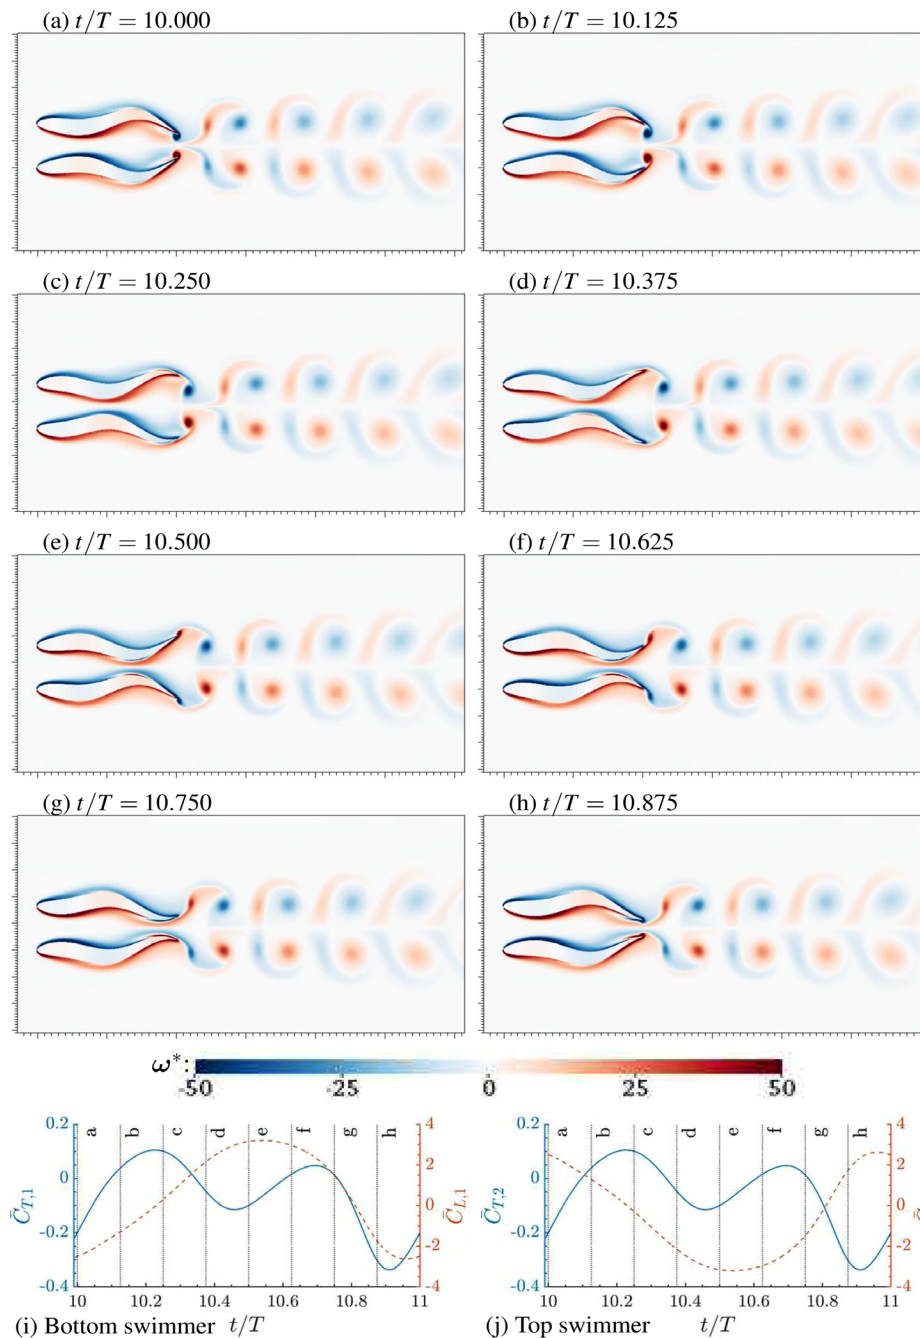 (a) t/T = 10.000
(b) t/T = 10.125
(c) t/T = 10.250
(d) t/T = 10.375
(e) t/T = 10.500
(f) t/T = 10.625
(g) t/T = 10.750
(h) t/T = 10.875
ω*:
-50 -25 0 25 50
0.2 0 -0.2 -0.4
C̄T,1
a b c d e f g h
4 2 0 -2 -4
C̄L,1
10 10.2 10.4 10.6 10.8 11
(i) Bottom swimmer t/T
0.2 0 -0.2 -0.4
C̄T,2
a b c d e f g h
4 2 0 -2 -4
10 10.2 10.4 10.6 10.8 11
(j) Top swimmer t/T